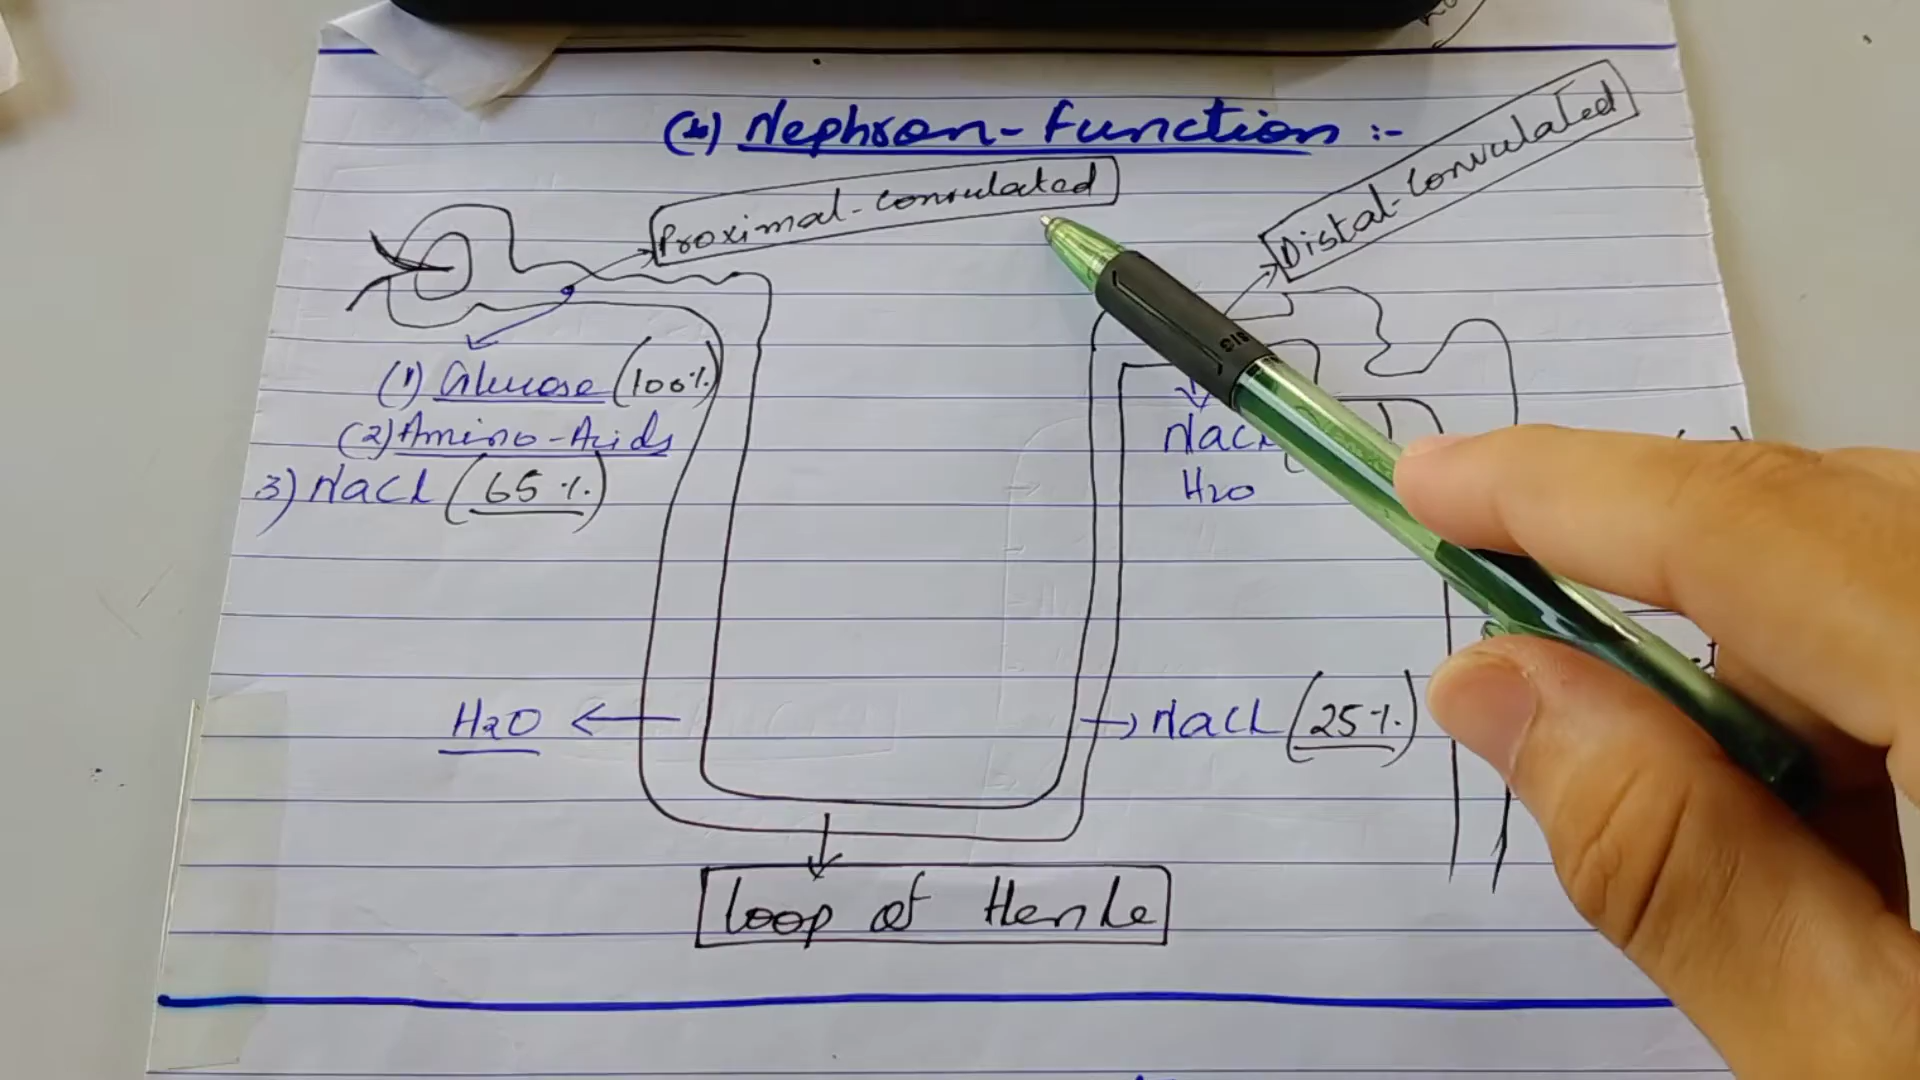 (b) Nephron-Function :-
Proximal-Convulated
Distal-Convulated
(1) Glucose (100%)
(2) Amino-Acids
3) NaCl (65%)
NaCl
H2O
H2O
NaCl (25%)
Loop of Henle